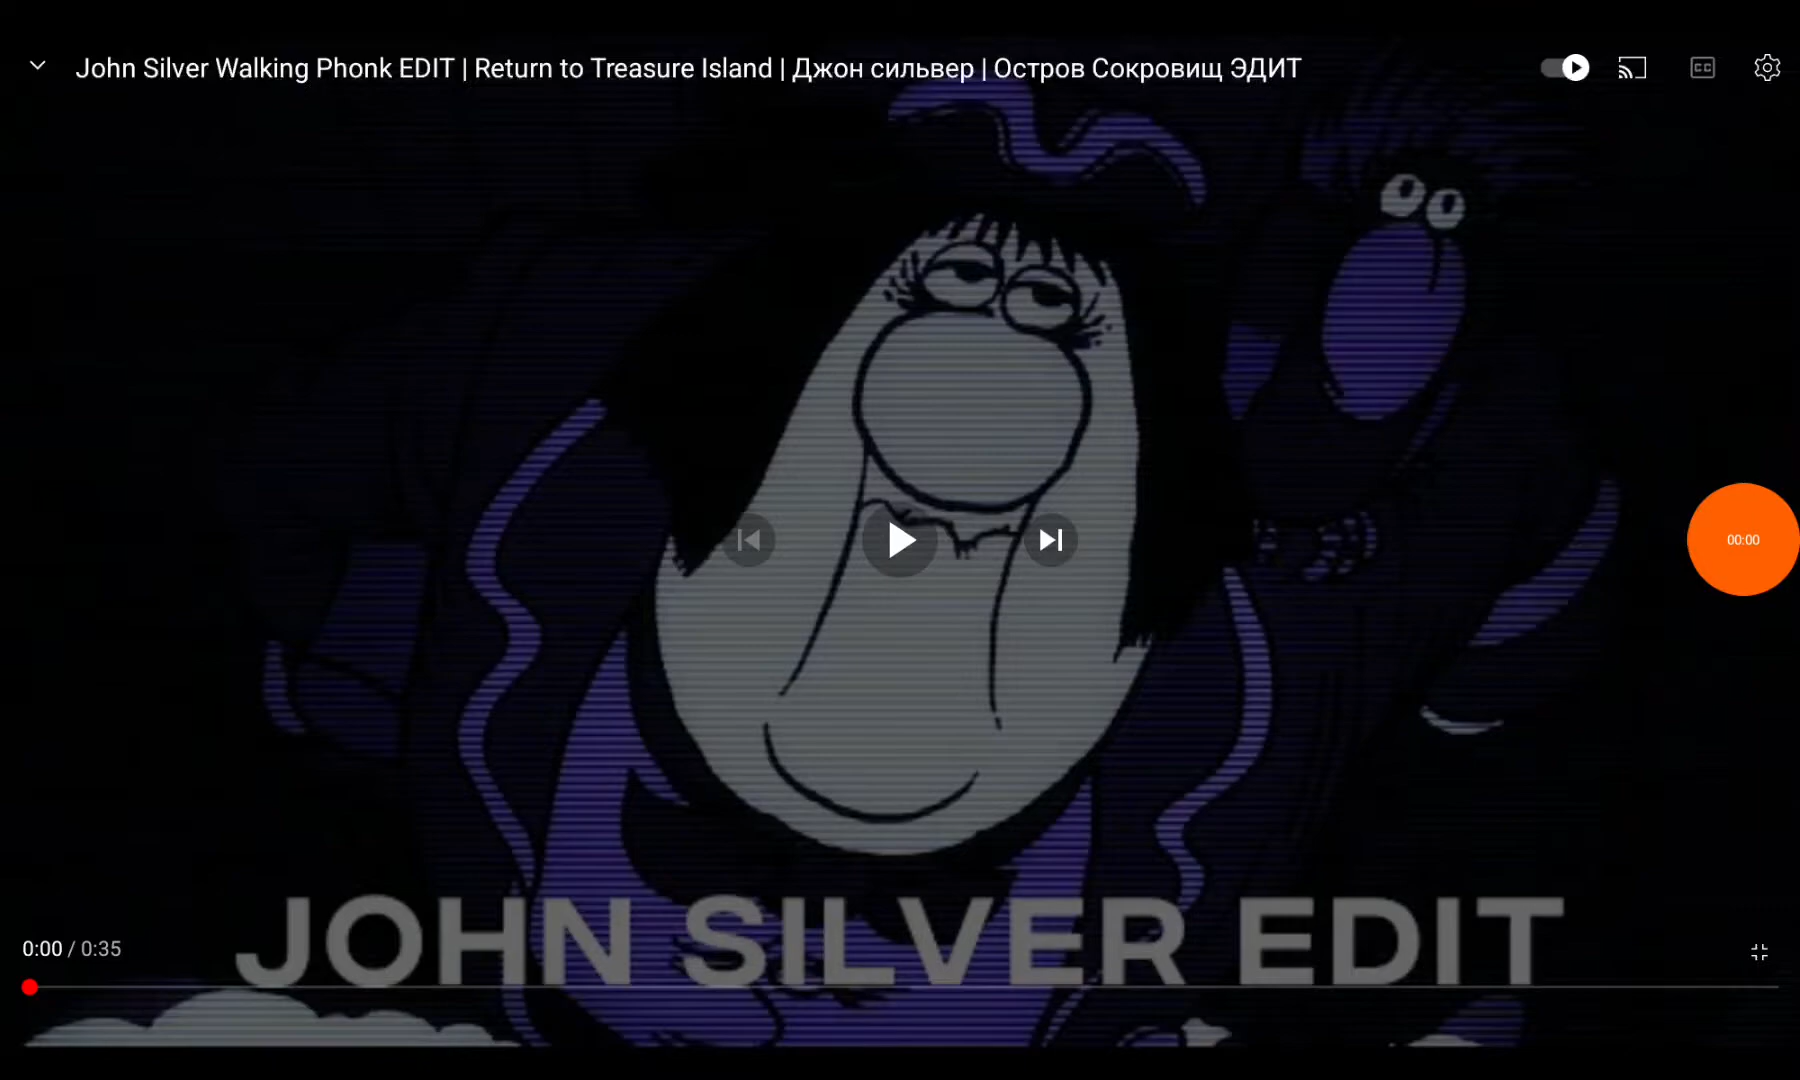 John Silver Walking Phonk EDIT | Return to Treasure Island | Джон сильвер | Остров Сокровищ ЭДИТ
CC
00:00
JOHN SILVER EDIT
0:00 / 0:35